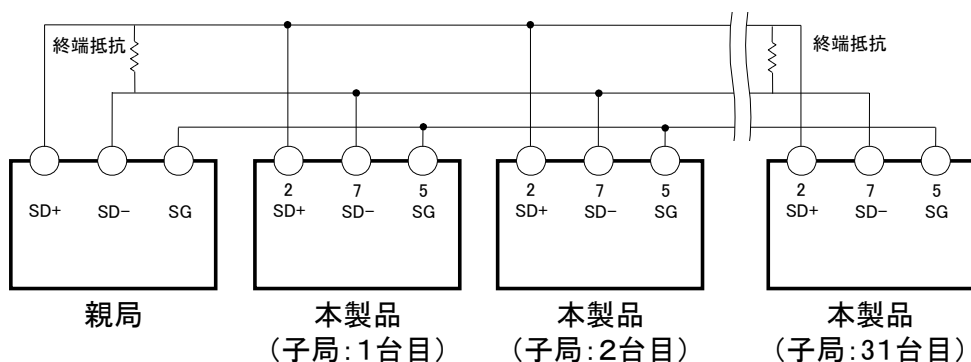 終端抵抗
終端抵抗
SD+ SD− SG
2 7 5
SD+ SD− SG
2 7 5
SD+ SD− SG
2 7 5
SD+ SD− SG
親局
本製品
（子局：1台目）
本製品
（子局：2台目）
本製品
（子局：31台目）